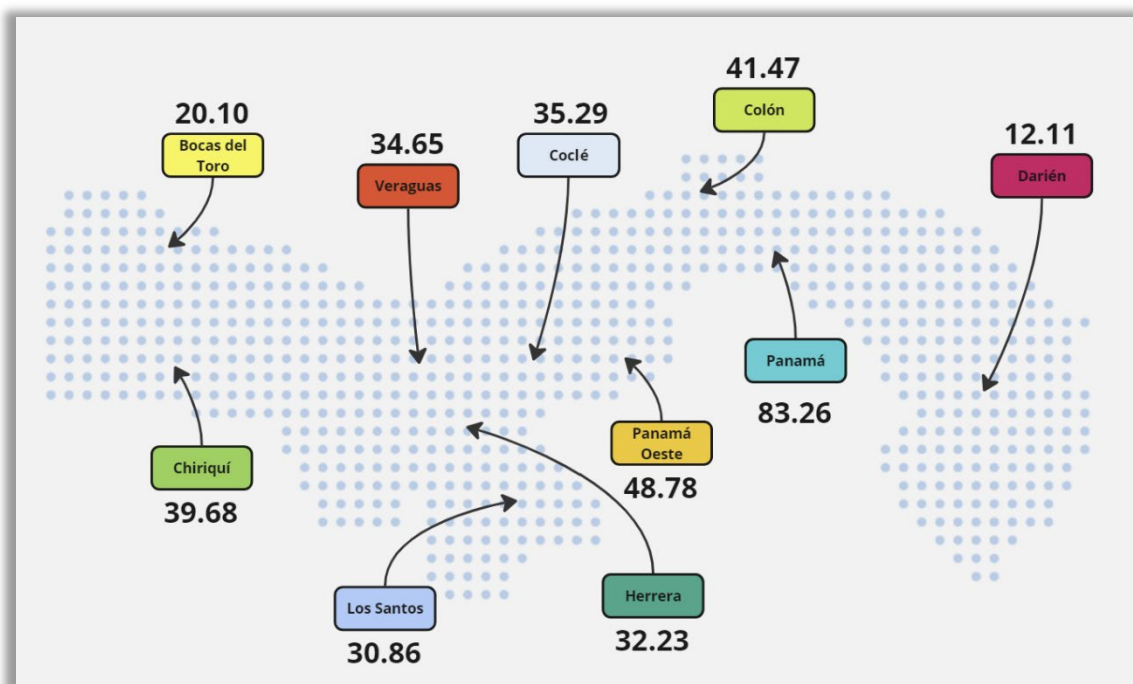 41.47
Colón
20.10
Bocas del
Toro
34.65
Veraguas
35.29
Coclé
12.11
Darién
Panamá
83.26
Chiriquí
39.68
Panamá
Oeste
48.78
Los Santos
30.86
Herrera
32.23